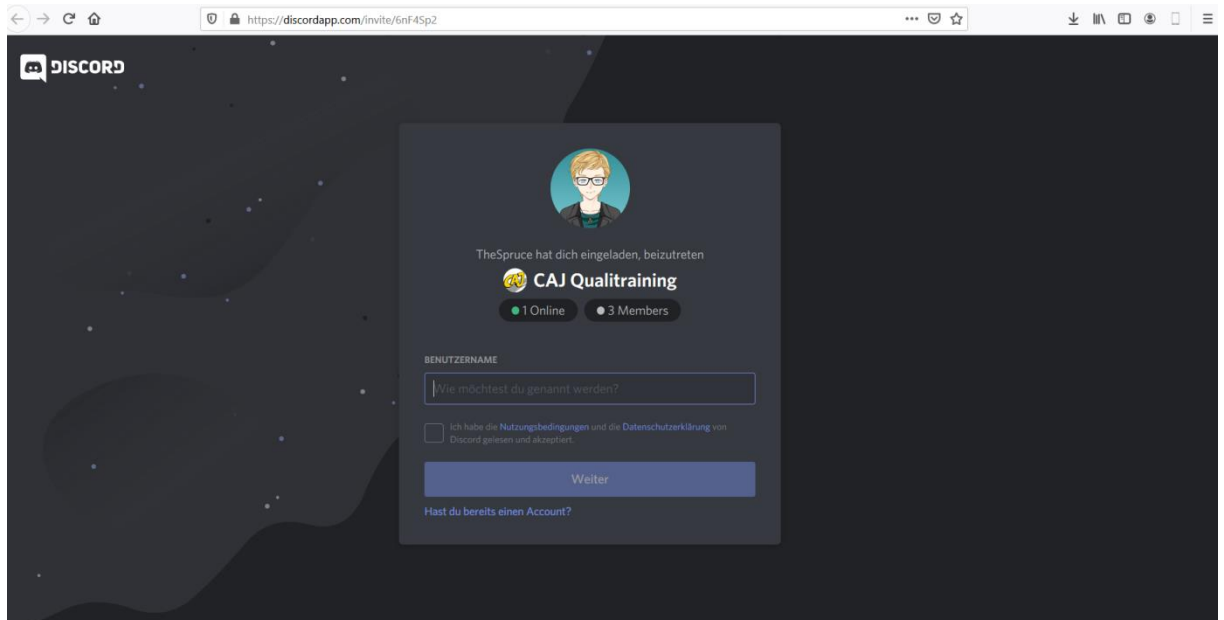 https://discordapp.com/invite/6nF4Sp2
DISCORD
TheSpruce hat dich eingeladen, beizutreten
CAJ CAJ Qualitraining
1 Online 3 Members
BENUTZERNAME
Wie möchtest du genannt werden?
Ich habe die Nutzungsbedingungen und die Datenschutzerklärung von
Discord gelesen und akzeptiert.
Weiter
Hast du bereits einen Account?